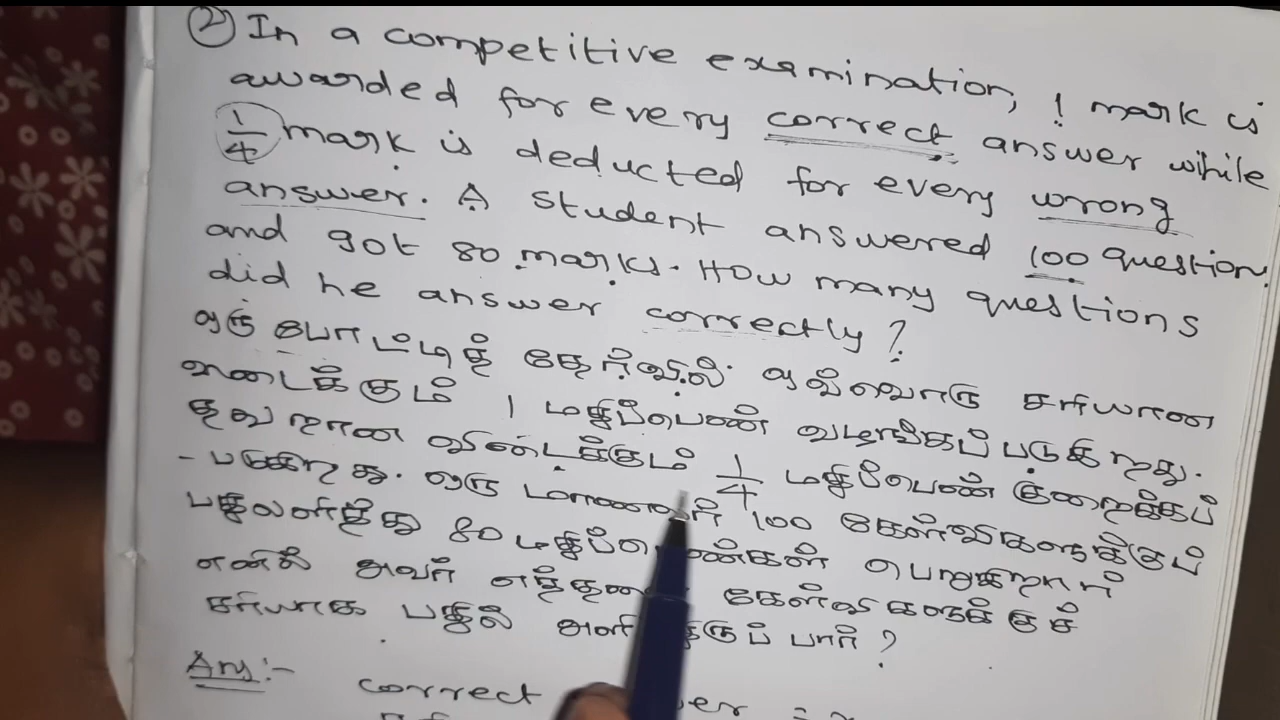 ② In a competitive examination, 1 mark is
awarded for every correct answer while
1/4 mark is deducted for every wrong
answer. A student answered 100 question
and got 80 marks. How many questions
did he answer correctly?
ஒரு போட்டித் தேர்வில் ஒவ்வொரு சரியான
விடைக்கும் 1 மதிப்பெண் வழங்கப்படுகிறது.
தவறான விடைக்கும் 1/4 மதிப்பெண் குறைக்கப்
-படுகிறது. ஒரு மாணவர் 100 கேள்விகளுக்குப்
பதிலளித்து 80 மதிப்பெண்கள் பெறுகிறார்
எனில் அவர் எத்தனை கேள்விகளுக்குச்
சரியாக பதில் பார்?
Ans:- correct